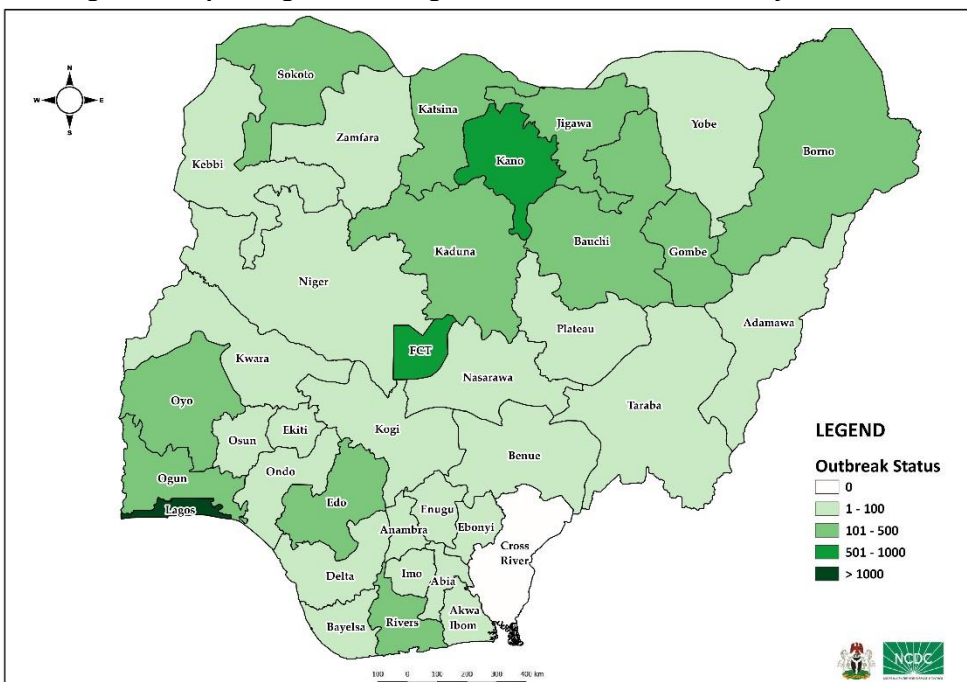 N
W
E
S
Sokoto
Katsina
Jigawa
Yobe
Borno
Zamfara
Kano
Kebbi
Kaduna
Bauchi
Gombe
Niger
Adamawa
Plateau
FCT
Kwara
Nasarawa
Taraba
Oyo
Osun
Ekiti
Kogi
Benue
Ogun
Ondo
Edo
Lagos
Enugu
Anambra
Ebonyi
Cross
River
Delta
Imo
Abia
Bayelsa
Rivers
Akwa
Ibom
LEGEND
Outbreak Status
0
1 - 100
101 - 500
501 - 1000
> 1000
100 0 100 200 300 400 km
NCDC